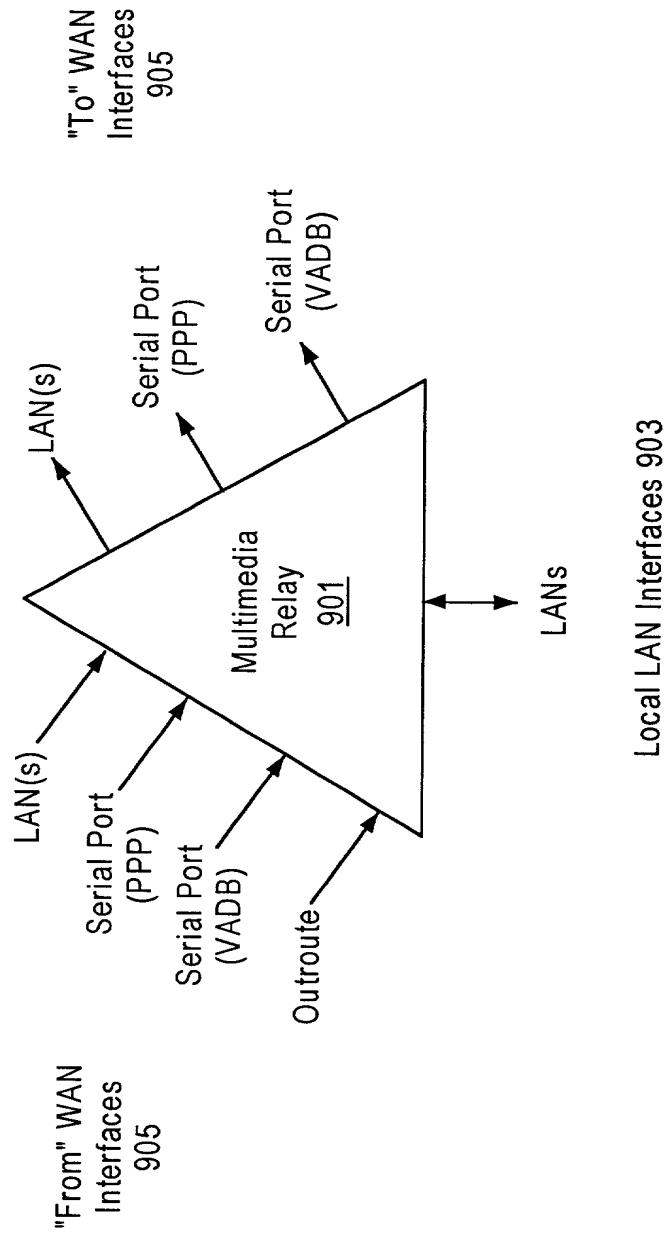 "From" WAN
Interfaces
905
"To" WAN
Interfaces
905
LAN(s)
Serial Port
(PPP)
Serial Port
(VADB)
Outroute
LAN(s)
Serial Port
(PPP)
Serial Port
(VADB)
Multimedia
Relay
901
LANs
Local LAN Interfaces 903